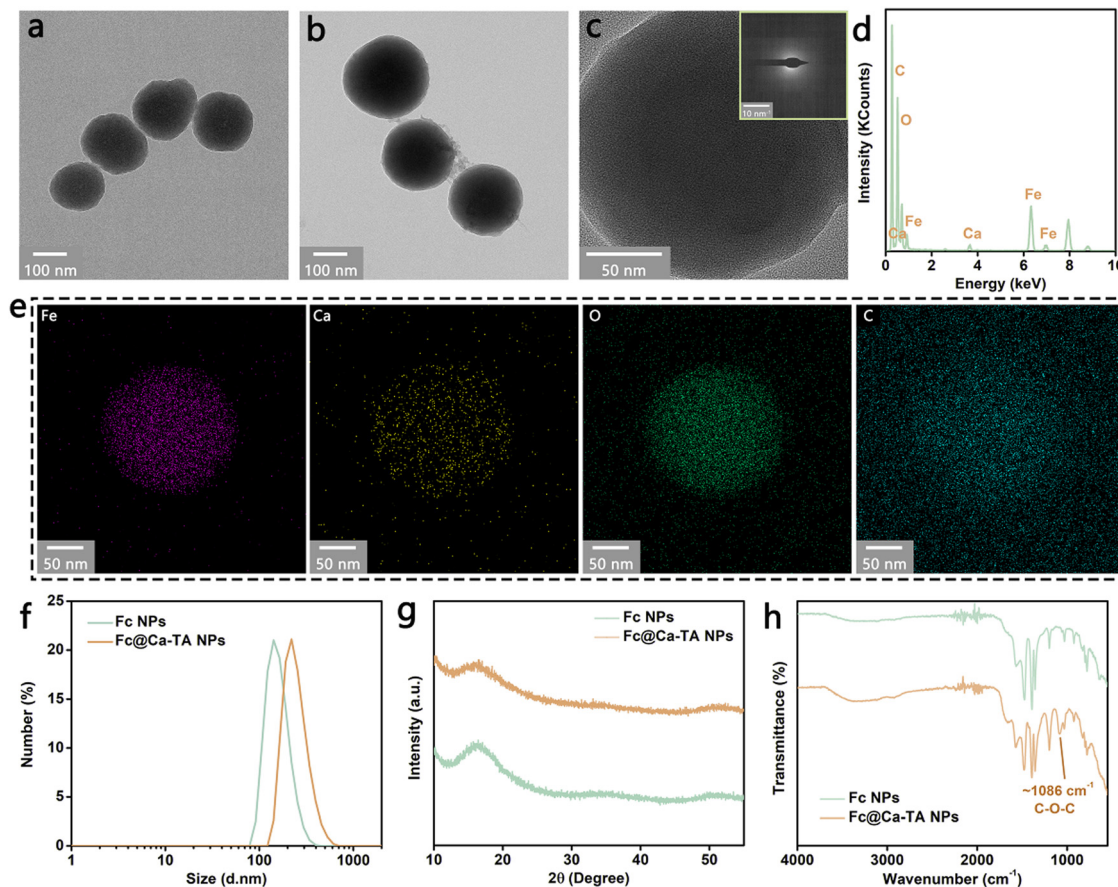 a
100 nm
b
100 nm
c
10 nm⁻¹
50 nm
d
Intensity (KCounts)
C
O
Ca
Fe
Ca
Fe
Fe
0 2 4 6 8 10
Energy (keV)
e
Fe
50 nm
Ca
50 nm
O
50 nm
C
50 nm
f
Number (%)
25
20
15
10
5
0
Fc NPs
Fc@Ca-TA NPs
1 10 100 1000
Size (d.nm)
g
Intensity (a.u.)
Fc NPs
Fc@Ca-TA NPs
10 20 30 40 50
2θ (Degree)
h
Transmittance (%)
~1086 cm⁻¹
C-O-C
Fc NPs
Fc@Ca-TA NPs
4000 3000 2000 1000
Wavenumber (cm⁻¹)